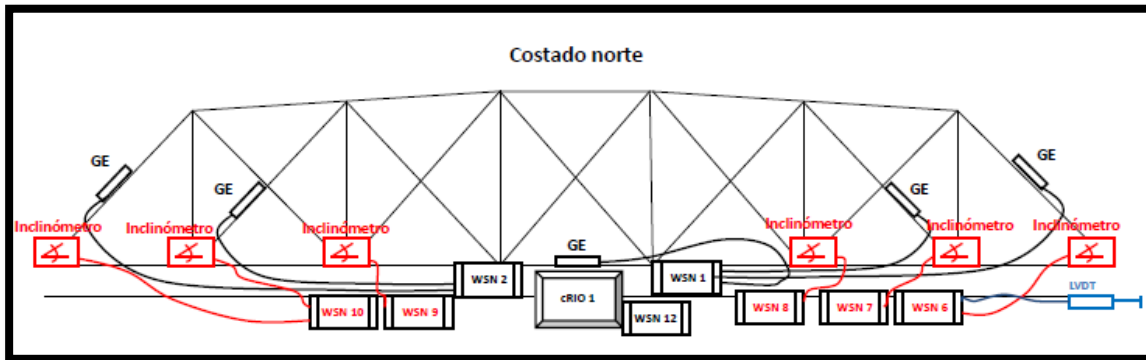 Costado norte
GE
GE
GE
GE
Inclinómetro
Inclinómetro
Inclinómetro
Inclinómetro
Inclinómetro
Inclinómetro
GE
WSN 2
WSN 1
cRIO 1
LVDT
WSN 10
WSN 9
WSN 12
WSN 8
WSN 7
WSN 6